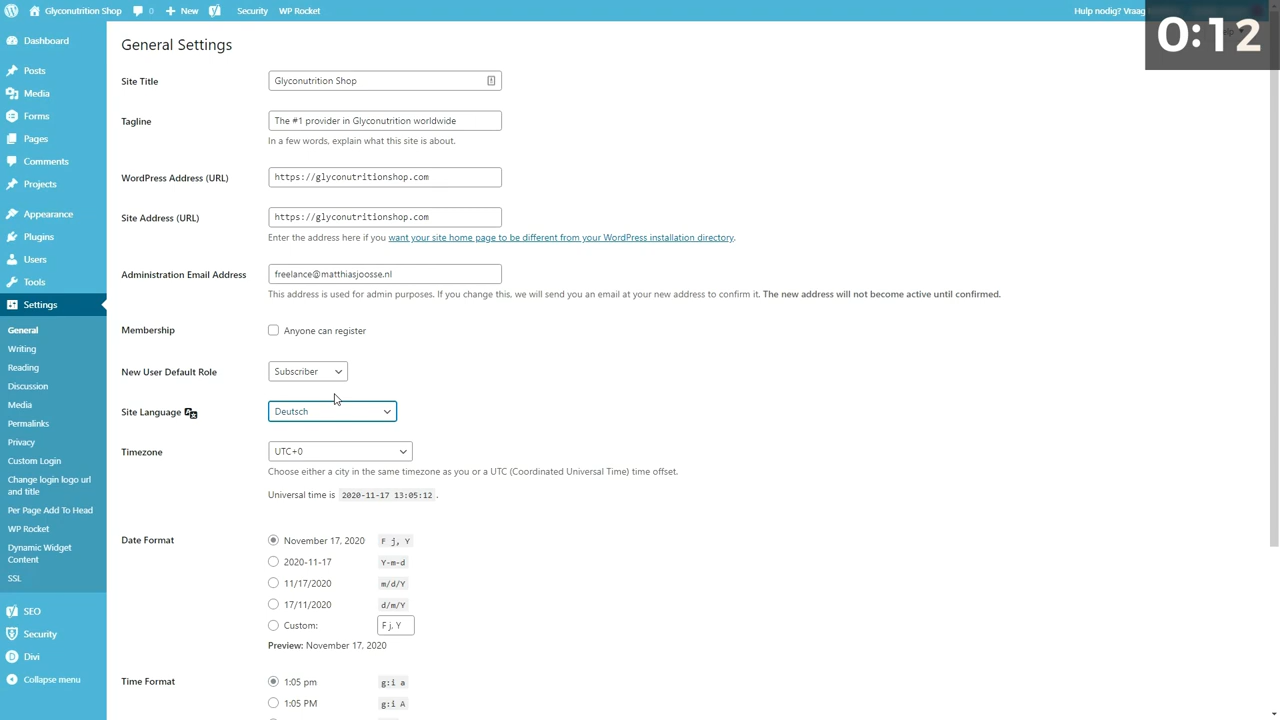 Glyconutrition Shop 0 New Security WP Rocket Hulp nodig? Vraag
0:12
Dashboard
Posts
Media
Forms
Pages
Comments
Projects
Appearance
Plugins
Users
Tools
Settings
General
Writing
Reading
Discussion
Media
Permalinks
Privacy
Custom Login
Change login logo url
and title
Per Page Add To Head
WP Rocket
Dynamic Widget
Content
SSL
SEO
Security
Divi
Collapse menu
General Settings
Site Title Glyconutrition Shop
Tagline The #1 provider in Glyconutrition worldwide
In a few words, explain what this site is about.
WordPress Address (URL) https://glyconutritionshop.com
Site Address (URL) https://glyconutritionshop.com
Enter the address here if you want your site home page to be different from your WordPress installation directory.
Administration Email Address freelance@matthiasjoosse.nl
This address is used for admin purposes. If you change this, we will send you an email at your new address to confirm it. The new address will not become active until confirmed.
Membership Anyone can register
New User Default Role Subscriber
Site Language Deutsch
Timezone UTC+0
Choose either a city in the same timezone as you or a UTC (Coordinated Universal Time) time offset.
Universal time is 2020-11-17 13:05:12 .
Date Format November 17, 2020 F j, Y
2020-11-17 Y-m-d
11/17/2020 m/d/Y
17/11/2020 d/m/Y
Custom: F j, Y
Preview: November 17, 2020
Time Format 1:05 pm g:i a
1:05 PM g:i A